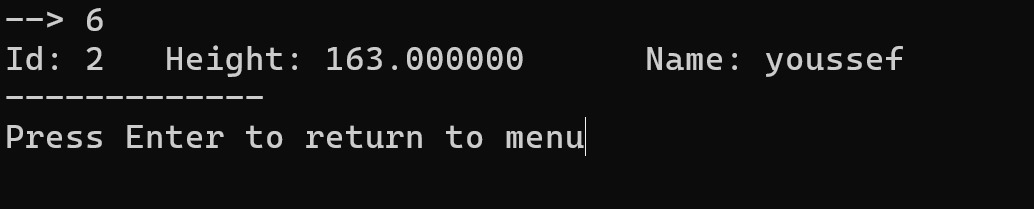 --> 6
Id: 2   Height: 163.000000      Name: youssef
-------------
Press Enter to return to menu